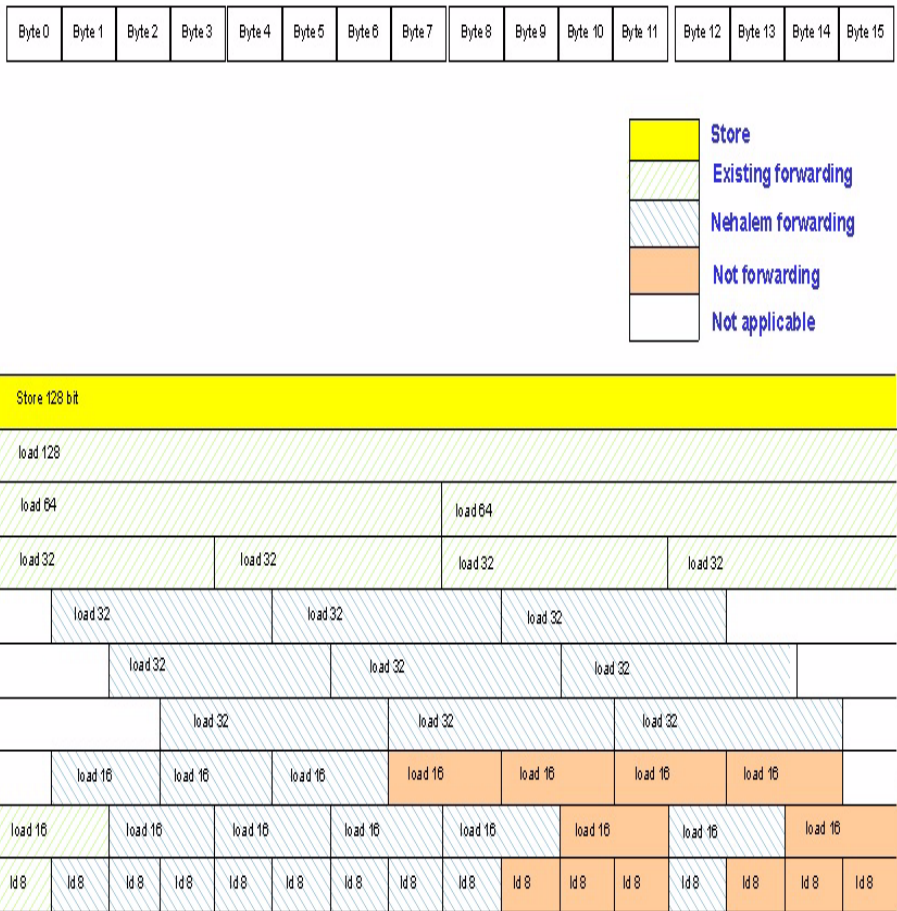 Byte 0 Byte 1 Byte 2 Byte 3 Byte 4 Byte 5 Byte 6 Byte 7 Byte 8 Byte 9 Byte 10 Byte 11 Byte 12 Byte 13 Byte 14 Byte 15
Store
Existing forwarding
Nehalem forwarding
Not forwarding
Not applicable
Store 128 bit
load 128
load 64 load 64
load 32 load 32 load 32 load 32
load 32 load 32 load 32
load 32 load 32 load 32
load 32 load 32 load 32
load 16 load 16 load 16 load 16 load 16 load 16 load 16
load 16 load 16 load 16 load 16 load 16 load 16 load 16 load 16
ld 8 ld 8 ld 8 ld 8 ld 8 ld 8 ld 8 ld 8 ld 8 ld 8 ld 8 ld 8 ld 8 ld 8 ld 8 ld 8